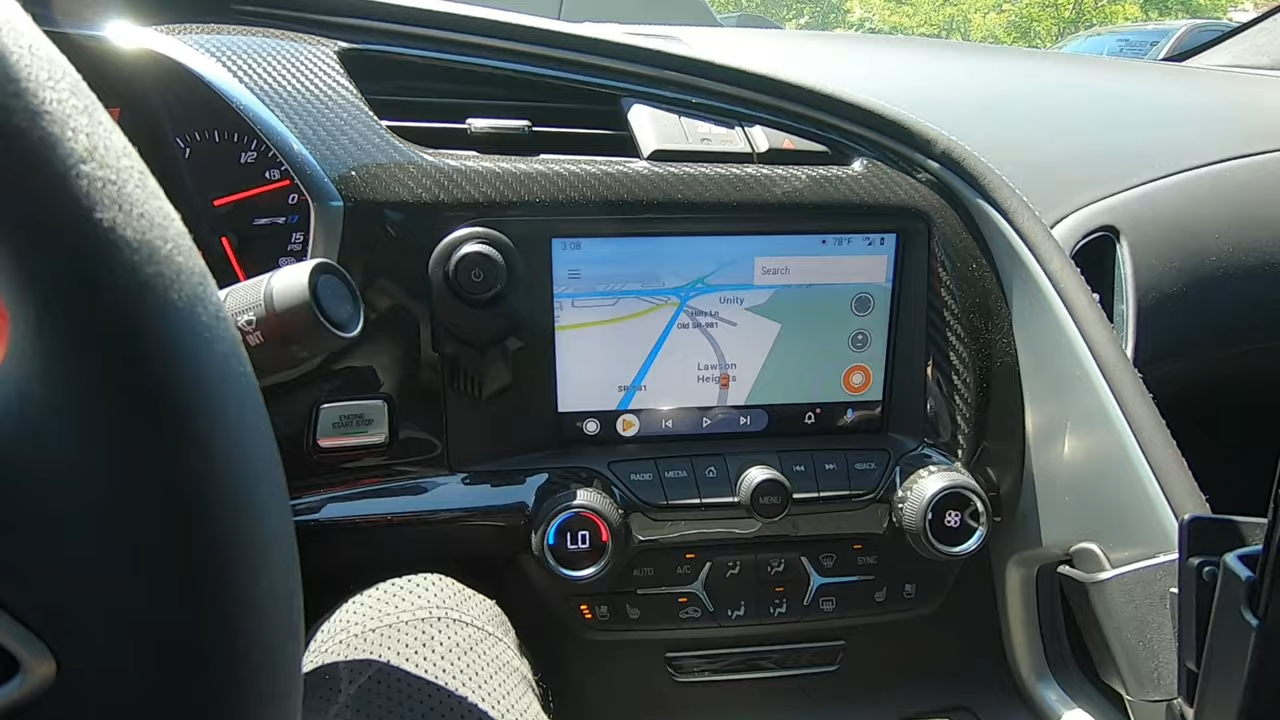 1/2
0
ZR1
15
PSI
INT
ENGINE
START STOP
3:08
78°F
Search
Unity
Hilly Ln
Old SR-981
Lawson
Heights
SR-981
RADIO
MEDIA
BACK
MENU
LO
AUTO
A/C
SYNC